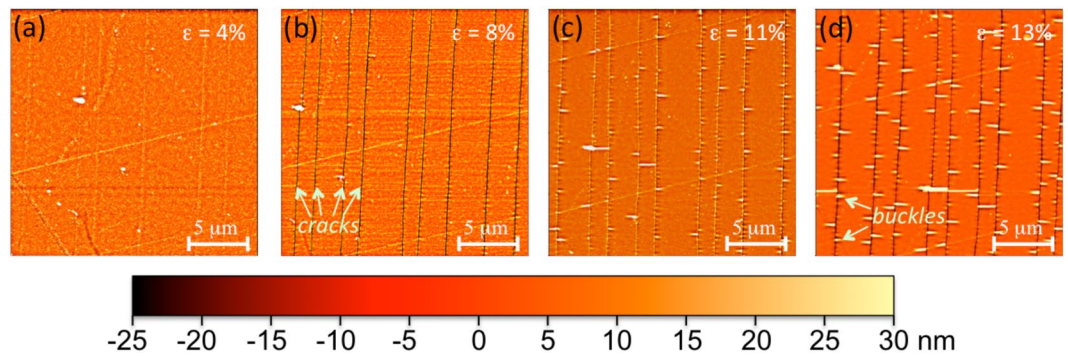 (a) ε = 4%
5 µm
(b) ε = 8%
cracks
5 µm
(c) ε = 11%
5 µm
(d) ε = 13%
buckles
5 µm
-25 -20 -15 -10 -5 0 5 10 15 20 25 30 nm